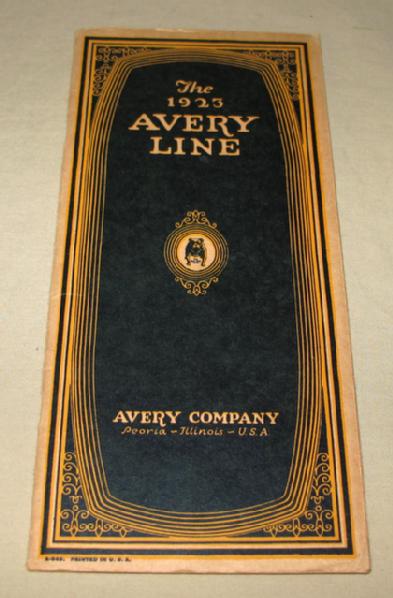 The
1923
AVERY
LINE
AVERY COMPANY
Peoria - Illinois - U.S.A.
PRINTED IN U. S. A.